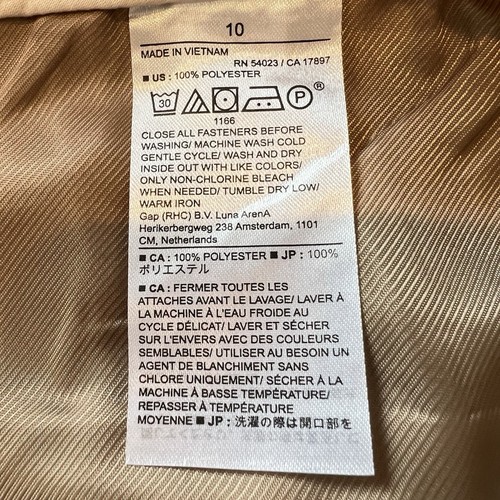 10
MADE IN VIETNAM
RN 54023 / CA 17897
■ US : 100% POLYESTER
30 P ®
1166
CLOSE ALL FASTENERS BEFORE
WASHING/ MACHINE WASH COLD
GENTLE CYCLE/ WASH AND DRY
INSIDE OUT WITH LIKE COLORS/
ONLY NON-CHLORINE BLEACH
WHEN NEEDED/ TUMBLE DRY LOW/
WARM IRON
Gap (RHC) B.V. Luna ArenA
Herikerbergweg 238 Amsterdam, 1101
CM, Netherlands
■ CA : 100% POLYESTER ■ JP : 100%
ポリエステル
■ CA : FERMER TOUTES LES
ATTACHES AVANT LE LAVAGE/ LAVER À
LA MACHINE À L'EAU FROIDE AU
CYCLE DÉLICAT/ LAVER ET SÉCHER
SUR L'ENVERS AVEC DES COULEURS
SEMBLABLES/ UTILISER AU BESOIN UN
AGENT DE BLANCHIMENT SANS
CHLORE UNIQUEMENT/ SÉCHER À LA
MACHINE À BASSE TEMPÉRATURE/
REPASSER À TEMPÉRATURE
MOYENNE ■ JP : 洗濯の際は開口部を